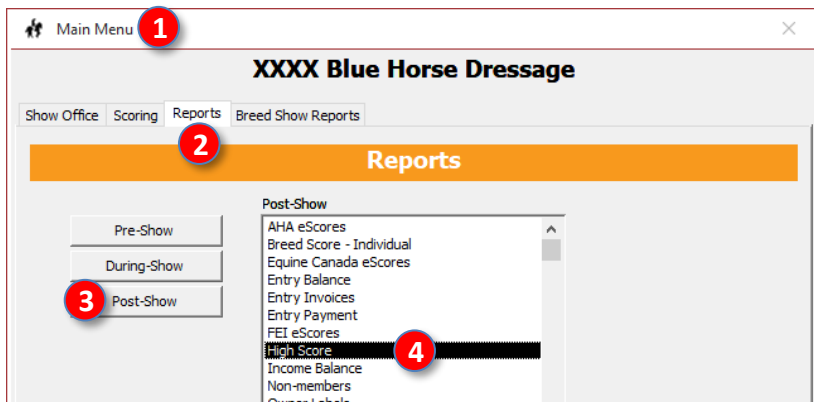 Main Menu 1
XXXX Blue Horse Dressage
Show Office Scoring Reports Breed Show Reports
2
Reports
Post-Show
Pre-Show
During-Show
3 Post-Show
AHA eScores
Breed Score - Individual
Equine Canada eScores
Entry Balance
Entry Invoices
Entry Payment
FEI eScores
High Score 4
Income Balance
Non-members
Owner Labels